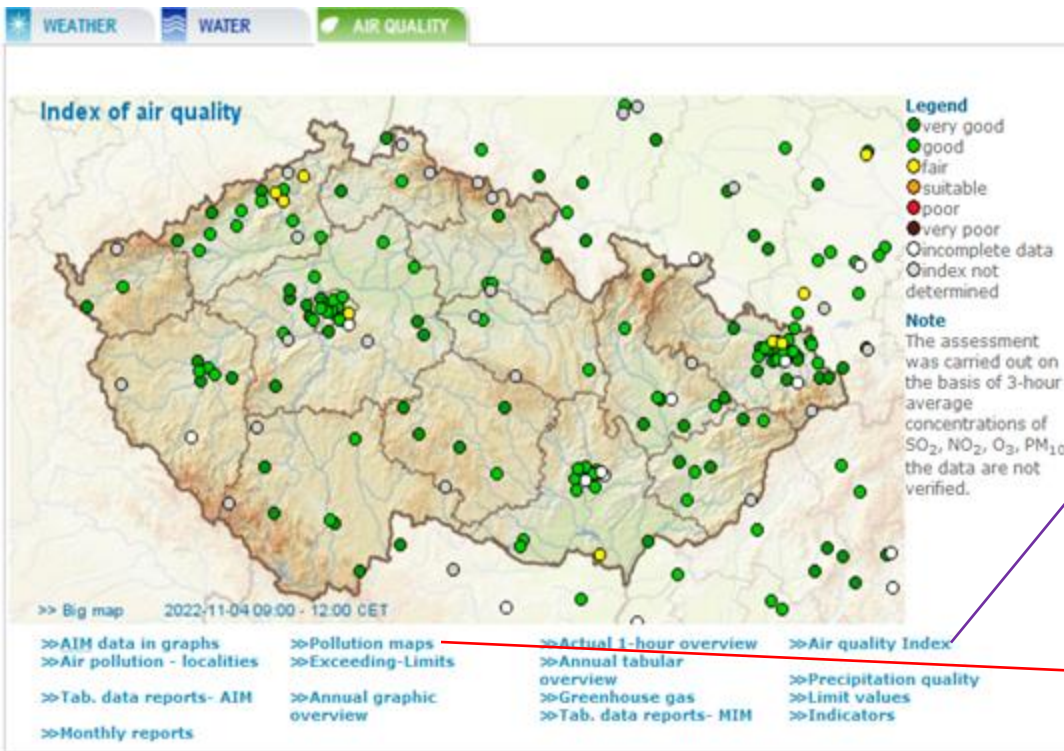 WEATHER
WATER
AIR QUALITY
Index of air quality
Legend
very good
good
fair
suitable
poor
very poor
incomplete data
index not
determined
Note
The assessment
was carried out on
the basis of 3-hour
average
concentrations of
SO₂, NO₂, O₃, PM₁₀
the data are not
verified.
>> Big map
2022-11-04 09:00 - 12:00 CET
>>AIM data in graphs
>>Air pollution - localities
>>Tab. data reports- AIM
>>Monthly reports
>>Pollution maps
>>Exceeding-Limits
>>Annual graphic
overview
>>Actual 1-hour overview
>>Annual tabular
overview
>>Greenhouse gas
>>Tab. data reports- MIM
>>Air quality Index
>>Precipitation quality
>>Limit values
>>Indicators